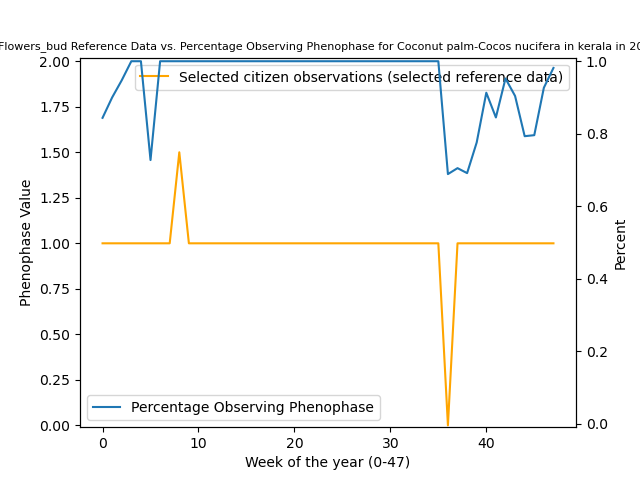 Flowers_bud Reference Data vs. Percentage Observing Phenophase for Coconut palm-Cocos nucifera in kerala in 20
2.00
1.75
1.50
1.25
1.00
0.75
0.50
0.25
0.00
Phenophase Value
Selected citizen observations (selected reference data)
Percentage Observing Phenophase
1.0
0.8
0.6
0.4
0.2
0.0
Percent
0 10 20 30 40
Week of the year (0-47)